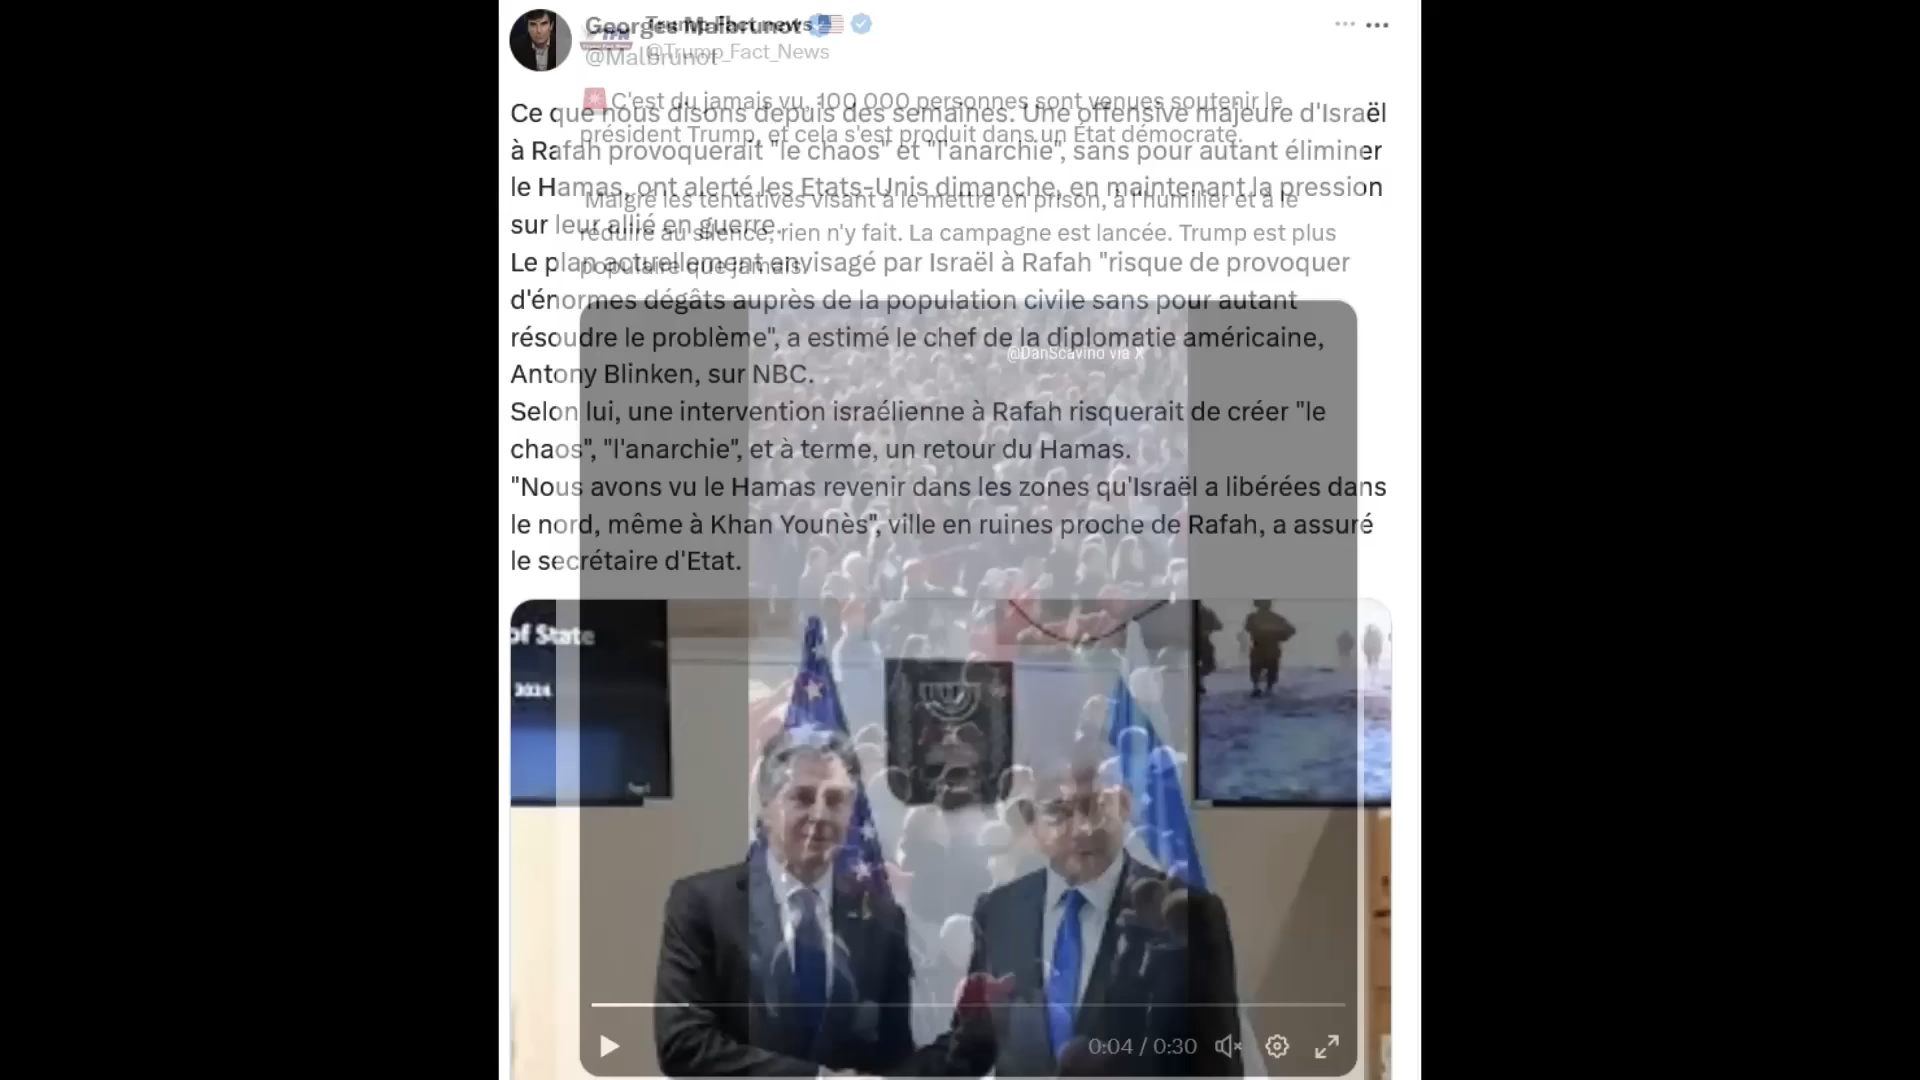 Georges Malbrunot
@Malbrunot
Ce que nous disons depuis des semaines. Une offensive majeure d'Israël
à Rafah provoquerait "le chaos" et "l'anarchie", sans pour autant éliminer
le Hamas, ont alerté les Etats-Unis dimanche, en maintenant la pression
sur leur allié en guerre.
Le plan actuellement envisagé par Israël à Rafah "risque de provoquer
d'énormes dégâts auprès de la population civile sans pour autant
résoudre le problème", a estimé le chef de la diplomatie américaine,
Antony Blinken, sur NBC.
Selon lui, une intervention israélienne à Rafah risquerait de créer "le
chaos", "l'anarchie", et à terme, un retour du Hamas.
"Nous avons vu le Hamas revenir dans les zones qu'Israël a libérées dans
le nord, même à Khan Younès", ville en ruines proche de Rafah, a assuré
le secrétaire d'Etat.
of State
2024
Trump Fact news
@Trump_Fact_News
TFN
C'est du jamais vu, 100 000 personnes sont venues soutenir le
président Trump, et cela s'est produit dans un État démocrate.
Malgré les tentatives visant à le mettre en prison, à l'humilier et à le
réduire au silence, rien n'y fait. La campagne est lancée. Trump est plus
populaire que jamais.
@DanScavino via X
0:04 / 0:30